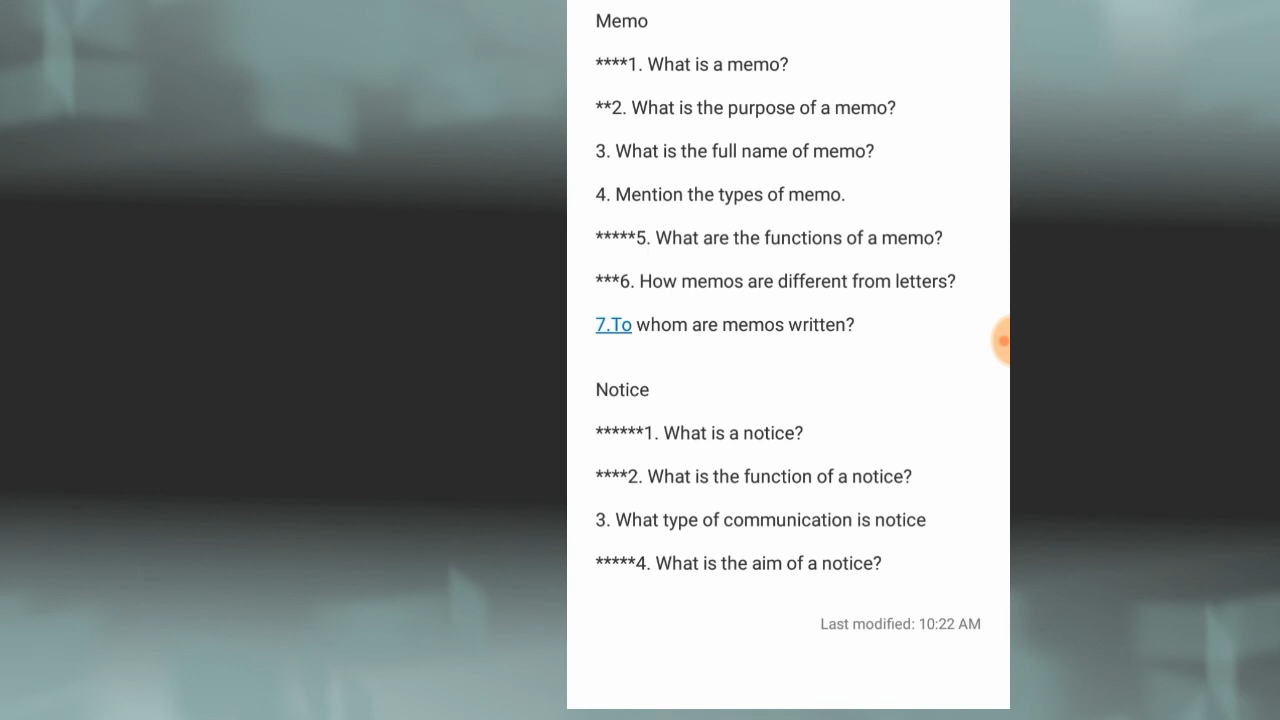 Memo
****1. What is a memo?
**2. What is the purpose of a memo?
3. What is the full name of memo?
4. Mention the types of memo.
*****5. What are the functions of a memo?
***6. How memos are different from letters?
7.To whom are memos written?
Notice
******1. What is a notice?
****2. What is the function of a notice?
3. What type of communication is notice
*****4. What is the aim of a notice?
Last modified: 10:22 AM